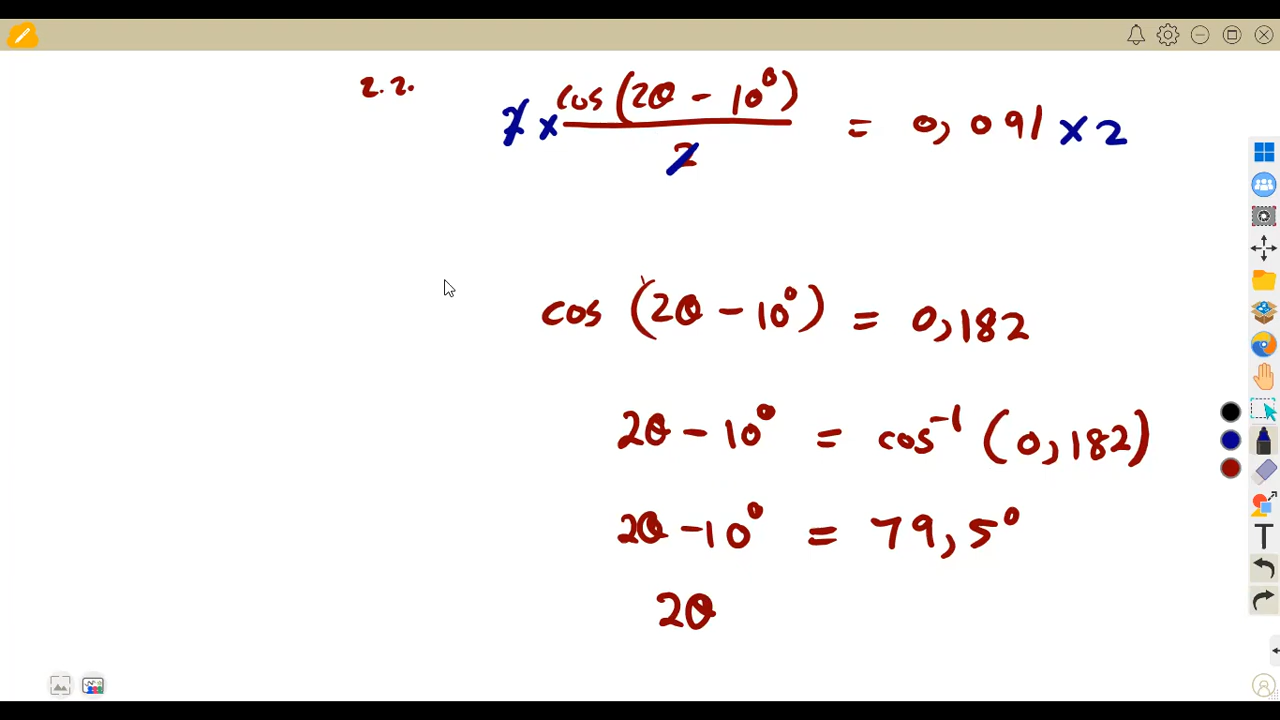 2.2. 2 × cos(2θ - 10°) / 2 = 0,091 × 2
cos (2θ - 10°) = 0,182
2θ - 10° = cos⁻¹ (0,182)
2θ - 10° = 79,5°
2θ
T